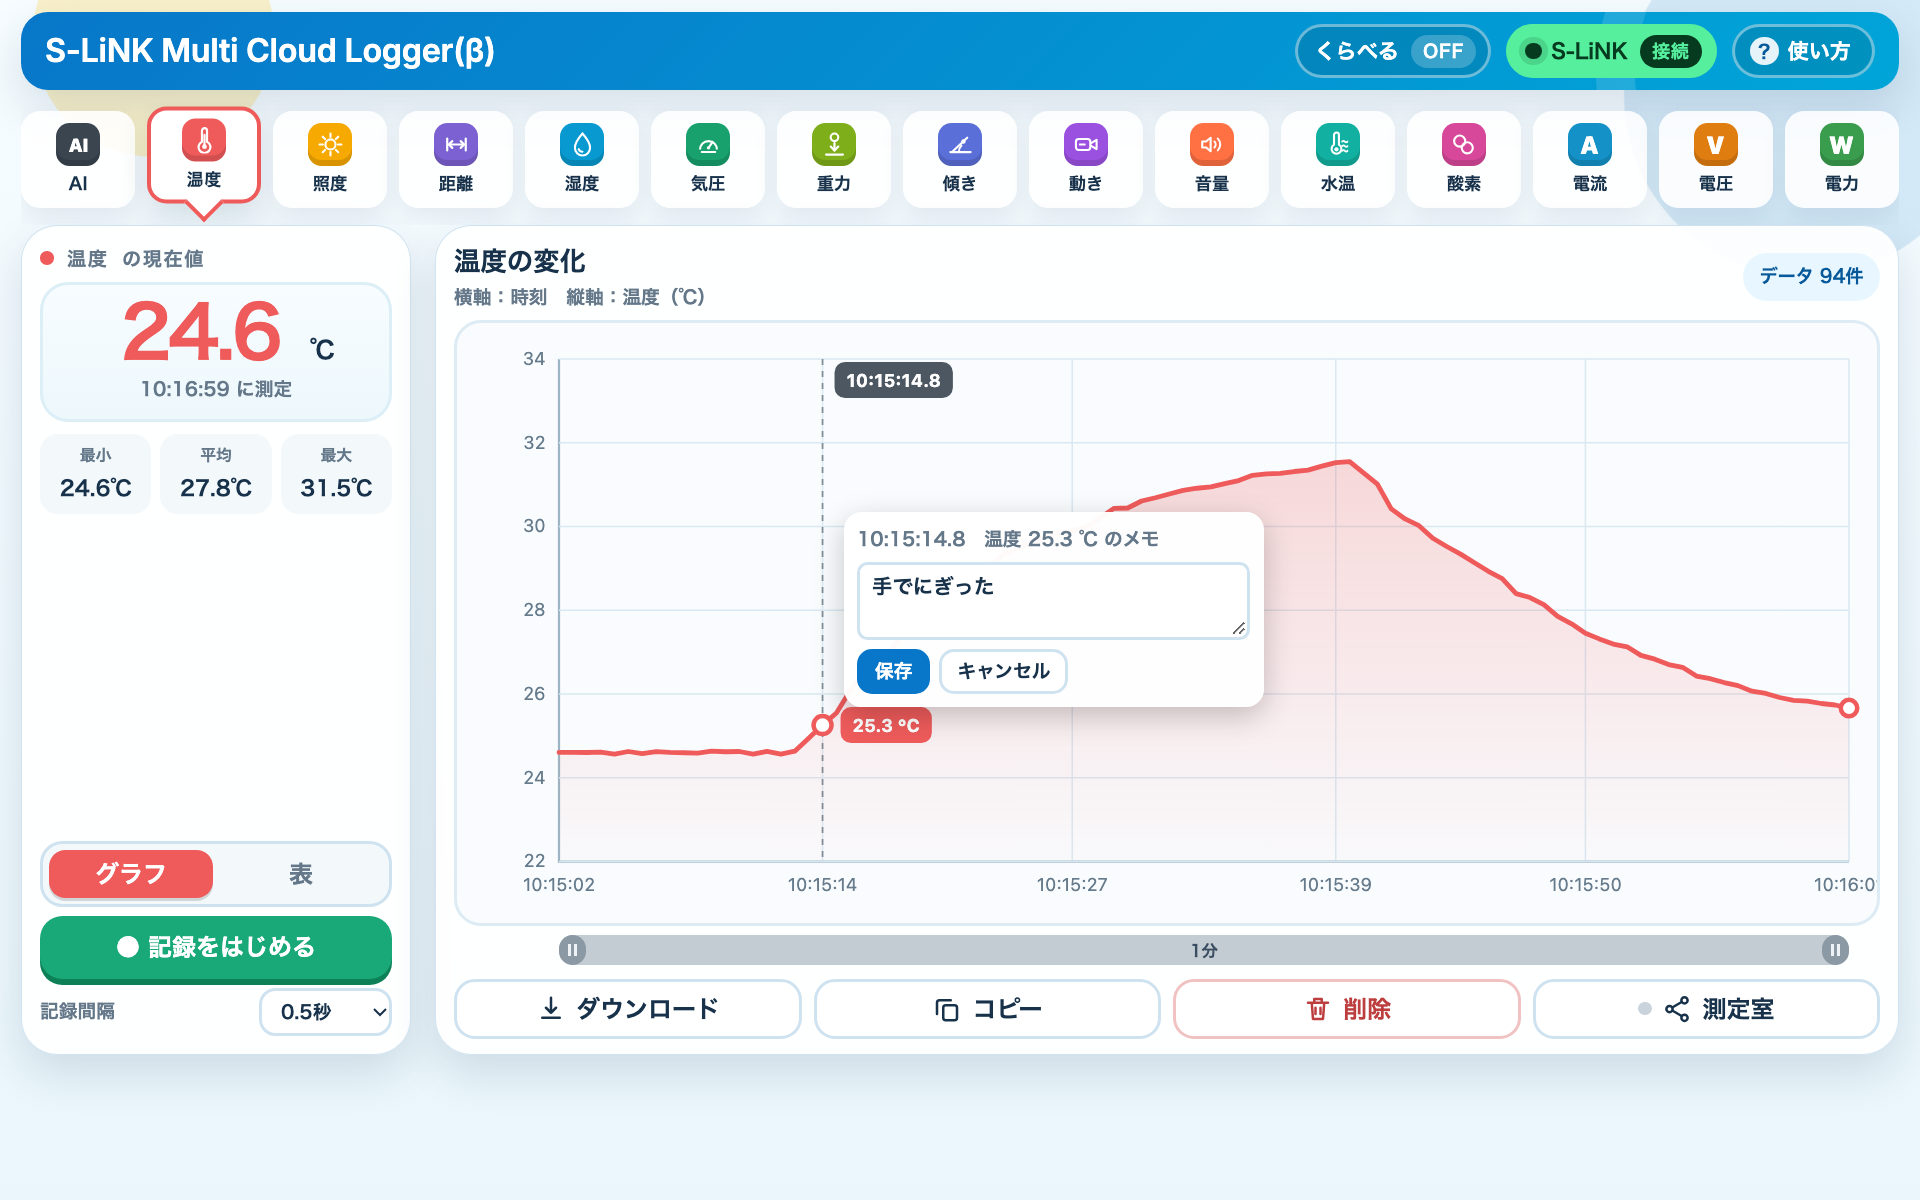 S-LiNK Multi Cloud Logger(β)
くらべる OFF
S-LiNK 接続
? 使い方
AI AI
温度
照度
距離
湿度
気圧
重力
傾き
動き
音量
水温
酸素
A 電流
V 電圧
W 電力
温度 の現在値
24.6 ℃
10:16:59 に測定
最小 平均 最大
24.6℃ 27.8℃ 31.5℃
グラフ 表
記録をはじめる
記録間隔 0.5秒
温度の変化
横軸：時刻 縦軸：温度（℃）
データ 94件
34
32
30
28
26
24
22
10:15:14.8
10:15:14.8 温度 25.3 ℃ のメモ
手でにぎった
保存 キャンセル
25.3 °C
10:15:02 10:15:14 10:15:27 10:15:39 10:15:50 10:16:0
1分
ダウンロード コピー 削除 測定室